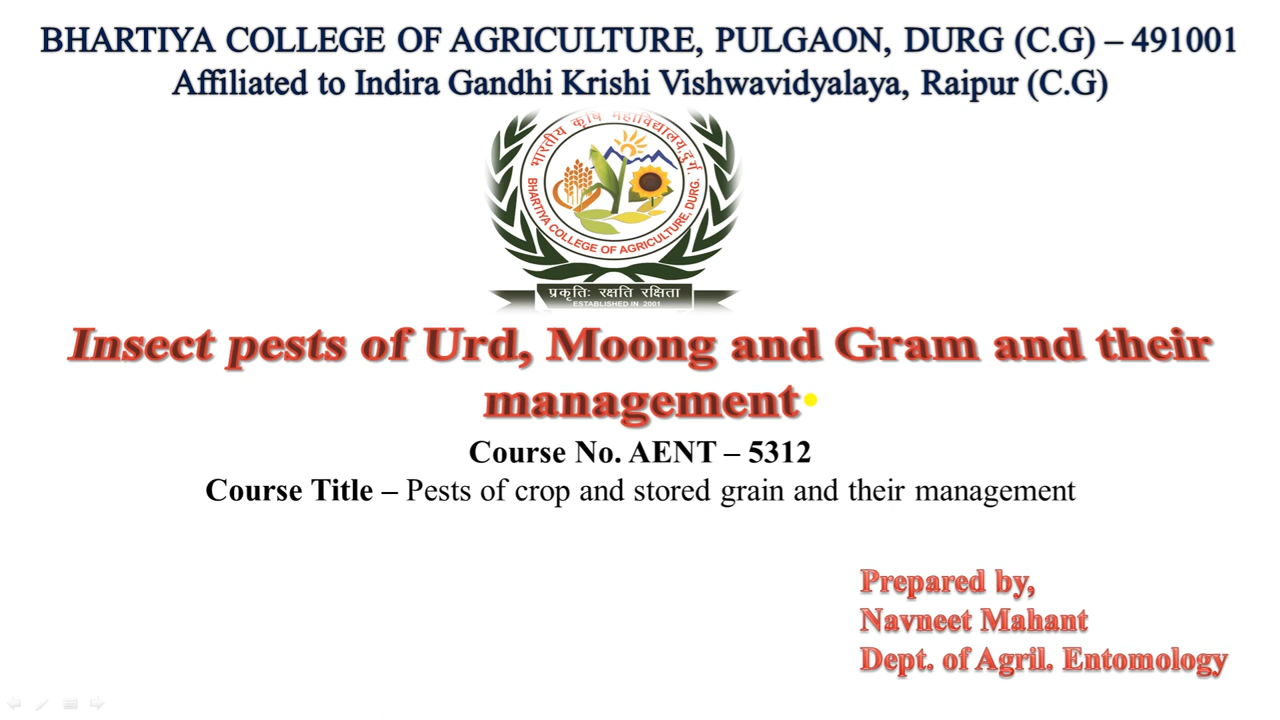 BHARTIYA COLLEGE OF AGRICULTURE, PULGAON, DURG (C.G) – 491001
Affiliated to Indira Gandhi Krishi Vishwavidyalaya, Raipur (C.G)
भारतीय कृषि महाविद्यालय, दुर्ग.
BHARTIYA COLLEGE OF AGRICULTURE, DURG.
प्रकृतिः रक्षति रक्षिता
ESTABLISHED IN 2001
Insect pests of Urd, Moong and Gram and their
management
Course No. AENT – 5312
Course Title – Pests of crop and stored grain and their management
Prepared by,
Navneet Mahant
Dept. of Agril. Entomology